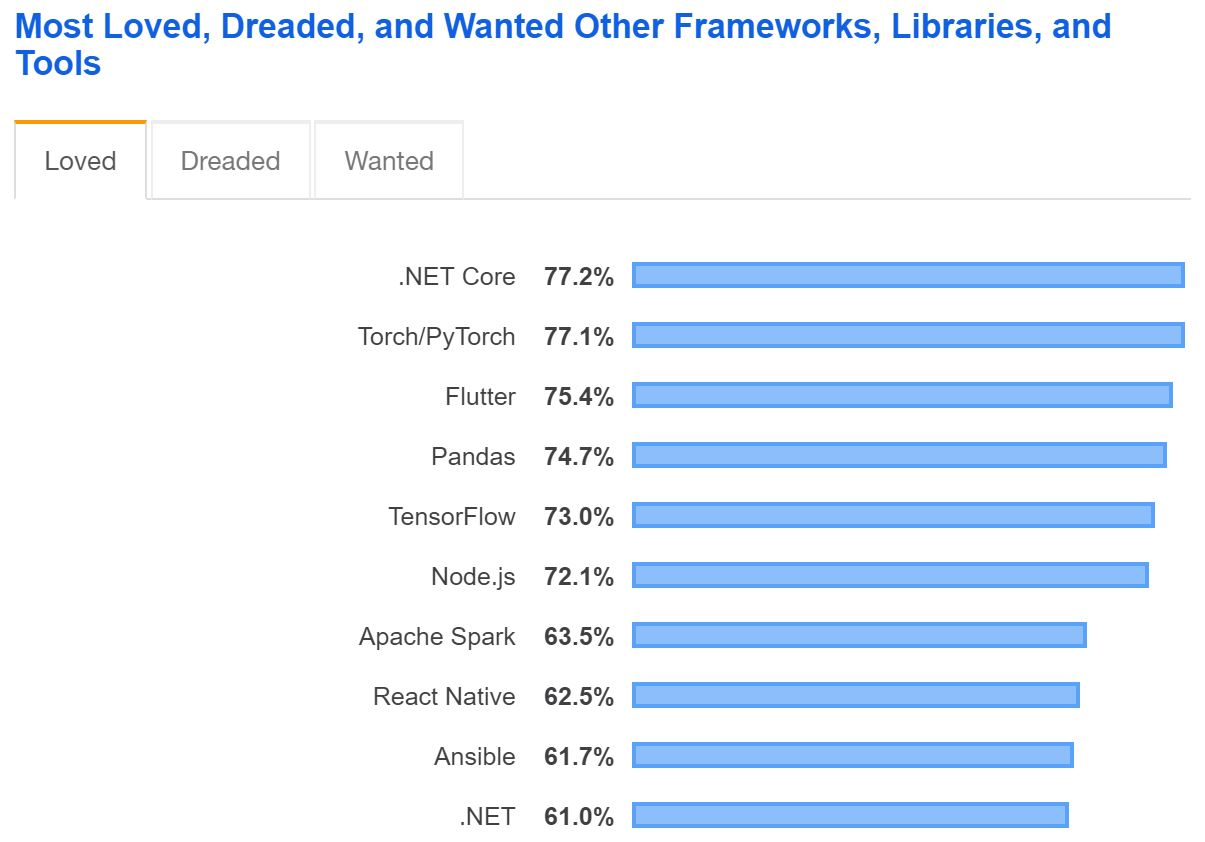 Most Loved, Dreaded, and Wanted Other Frameworks, Libraries, and
Tools
Loved Dreaded Wanted
.NET Core 77.2%
Torch/PyTorch 77.1%
Flutter 75.4%
Pandas 74.7%
TensorFlow 73.0%
Node.js 72.1%
Apache Spark 63.5%
React Native 62.5%
Ansible 61.7%
.NET 61.0%